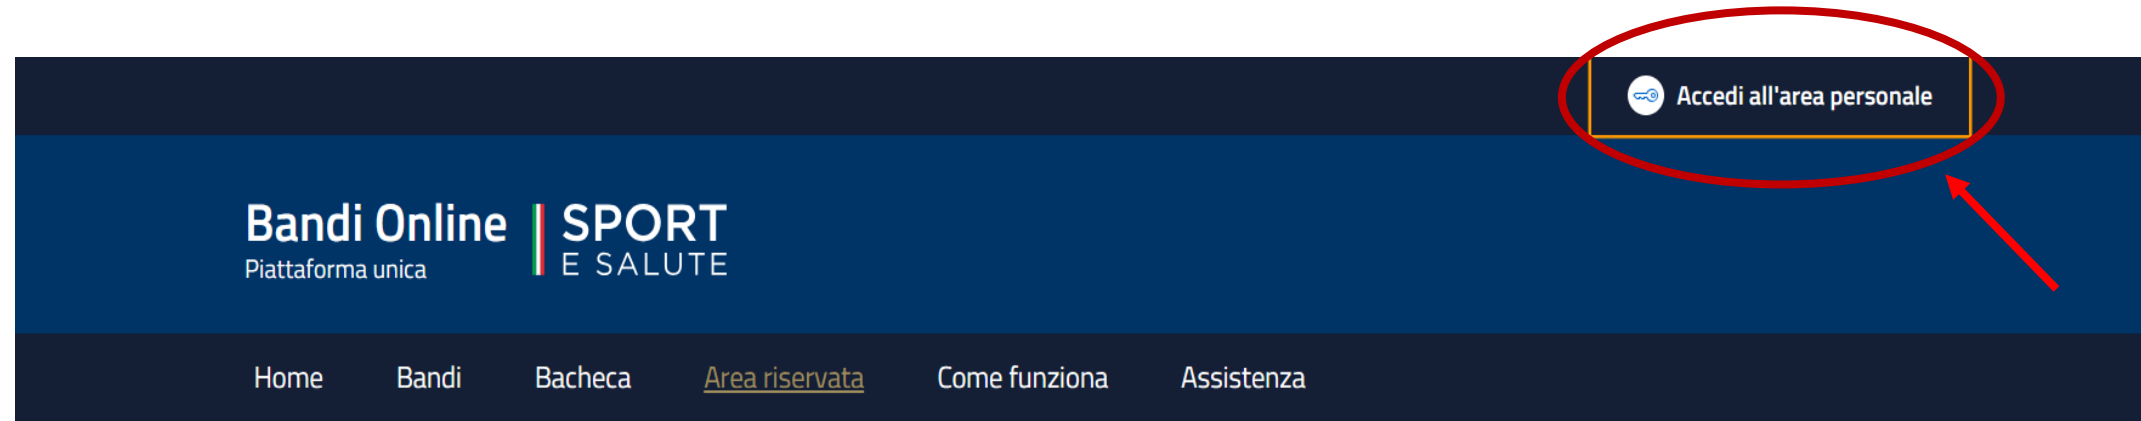 Accedi all'area personale
Bandi Online
Piattaforma unica
SPORT
E SALUTE
Home Bandi Bacheca Area riservata Come funziona Assistenza